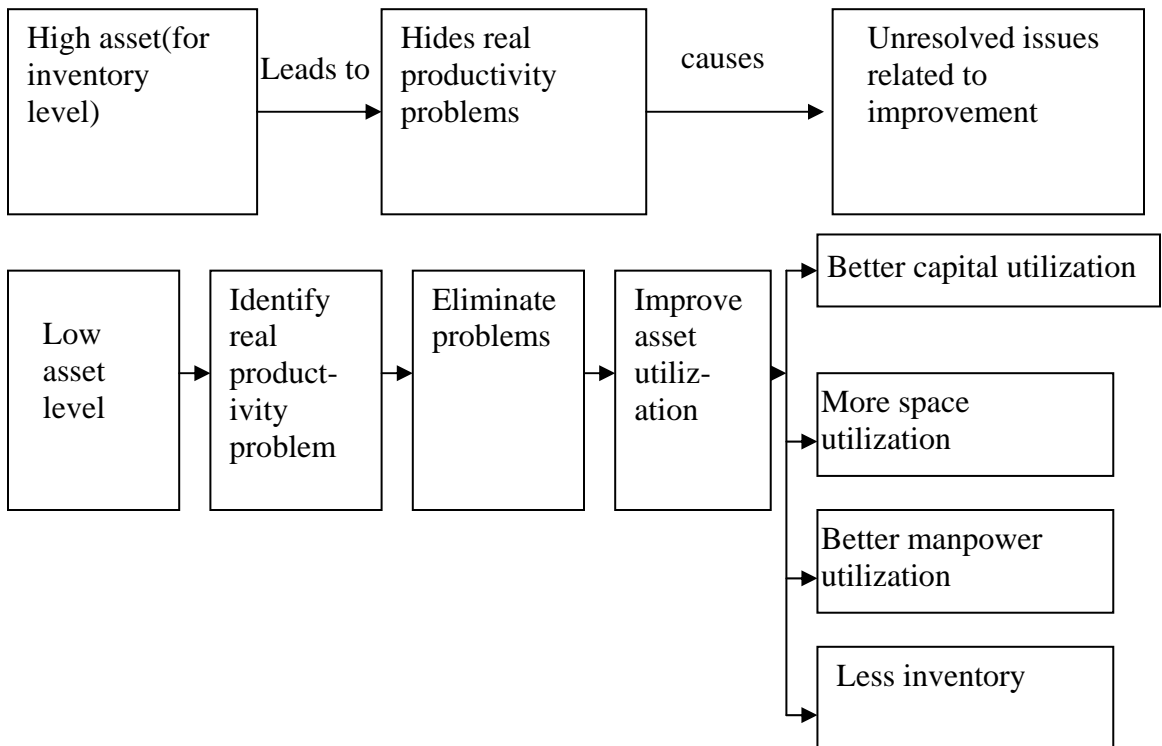 High asset(for
inventory
level)
Leads to
Hides real
productivity
problems
causes
Unresolved issues
related to
improvement
Low
asset
level
Identify
real
product-
ivity
problem
Eliminate
problems
Improve
asset
utiliz-
ation
Better capital utilization
More space
utilization
Better manpower
utilization
Less inventory